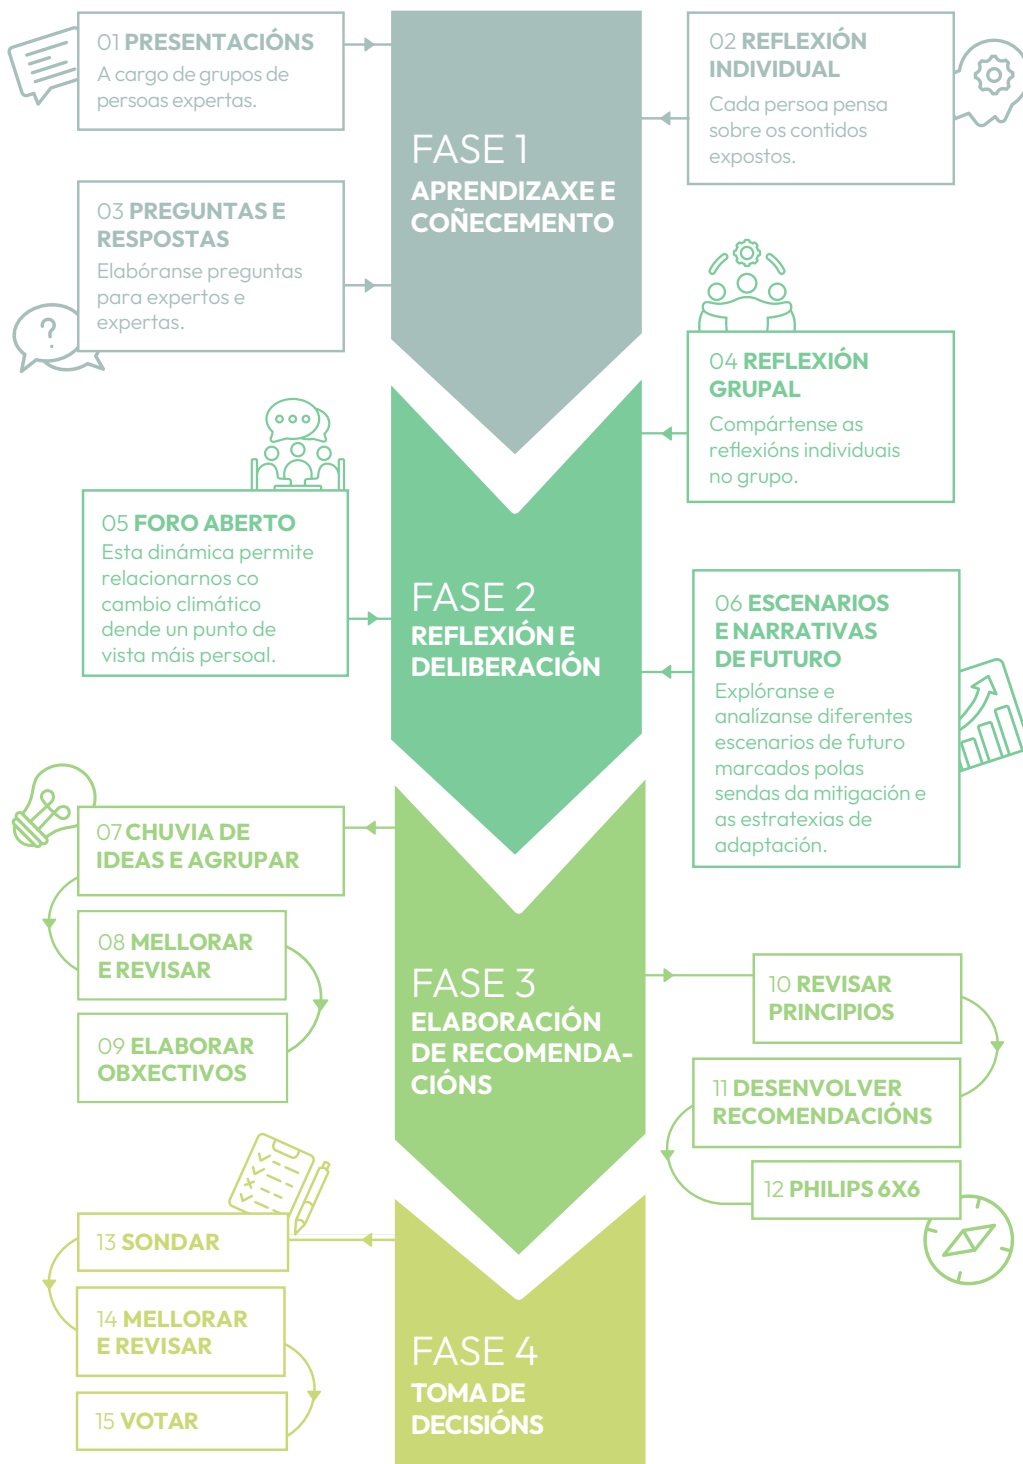 01 PRESENTACIÓNS
A cargo de grupos de
persoas expertas.
02 REFLEXIÓN
INDIVIDUAL
Cada persoa pensa
sobre os contidos
expostos.
FASE 1
APRENDIZAXE E
COÑECEMENTO
03 PREGUNTAS E
RESPOSTAS
Elabóranse preguntas
para expertos e
expertas.
?
04 REFLEXIÓN
GRUPAL
Compártense as
reflexións individuais
no grupo.
05 FORO ABERTO
Esta dinámica permite
relacionarnos co
cambio climático
dende un punto de
vista máis persoal.
FASE 2
REFLEXIÓN E
DELIBERACIÓN
06 ESCENARIOS
E NARRATIVAS
DE FUTURO
Explóranse e
analízanse diferentes
escenarios de futuro
marcados polas
sendas da mitigación e
as estratexias de
adaptación.
07 CHUVIA DE
IDEAS E AGRUPAR
08 MELLORAR
E REVISAR
09 ELABORAR
OBXECTIVOS
FASE 3
ELABORACIÓN
DE RECOMENDA-
CIÓNS
10 REVISAR
PRINCIPIOS
11 DESENVOLVER
RECOMENDACIÓNS
12 PHILIPS 6X6
13 SONDAR
14 MELLORAR
E REVISAR
15 VOTAR
FASE 4
TOMA DE
DECISIÓNS